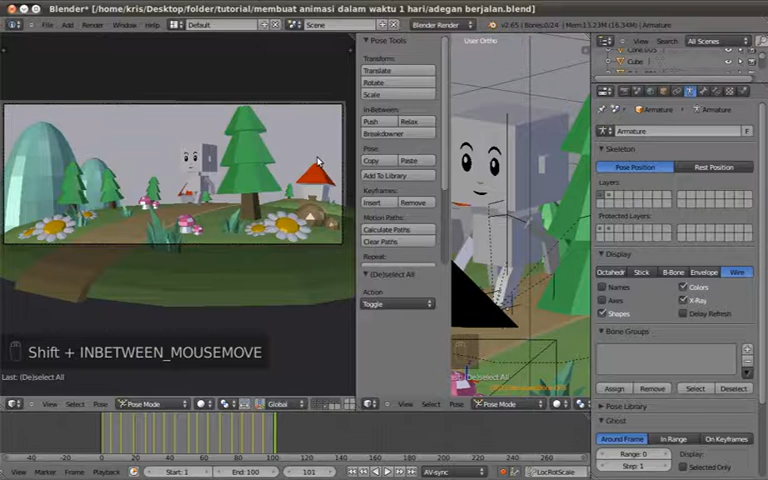 Blender* [/home/kris/Desktop/folder/tutorial/membuat animasi dalam waktu 1 hari/adegan berjalan.blend]
File Add Render Window Help Default Scene Blender Render v2.65 | Bones:0/24 | Mem:13.23M (16.34M) | Armature
View Search All Scenes
Cube.005
Cube
Pose Tools
User Ortho
Transform:
Translate
Rotate
Scale
In-Between:
Push Relax
Breakdowner
Pose:
Copy Paste
Add To Library
Keyframes:
Insert Remove
Motion Paths:
Calculate Paths
Clear Paths
Repeat:
(De)select All
Action
Toggle
Armature Armature
Armature F
Skeleton
Pose Position Rest Position
Layers:
Protected Layers:
Display
Octahedr Stick B-Bone Envelope Wire
Names Colors
Axes X-Ray
Shapes Delay Refresh
Bone Groups
Assign Remove Select Deselect
Pose Library
Ghost
Around Frame In Range On Keyframes
Range: 0 Display:
Step: 1 Selected Only
Shift + INBETWEEN_MOUSEMOVE
Last: (De)select All
View Select Pose Pose Mode Global
View Select Pose Pose Mode
-40 -20 0 20 40 60 80 100 120 140 160 180 200 220 240 260
View Marker Frame Playback Start: 1 End: 100 101 AV-sync LocRotScale